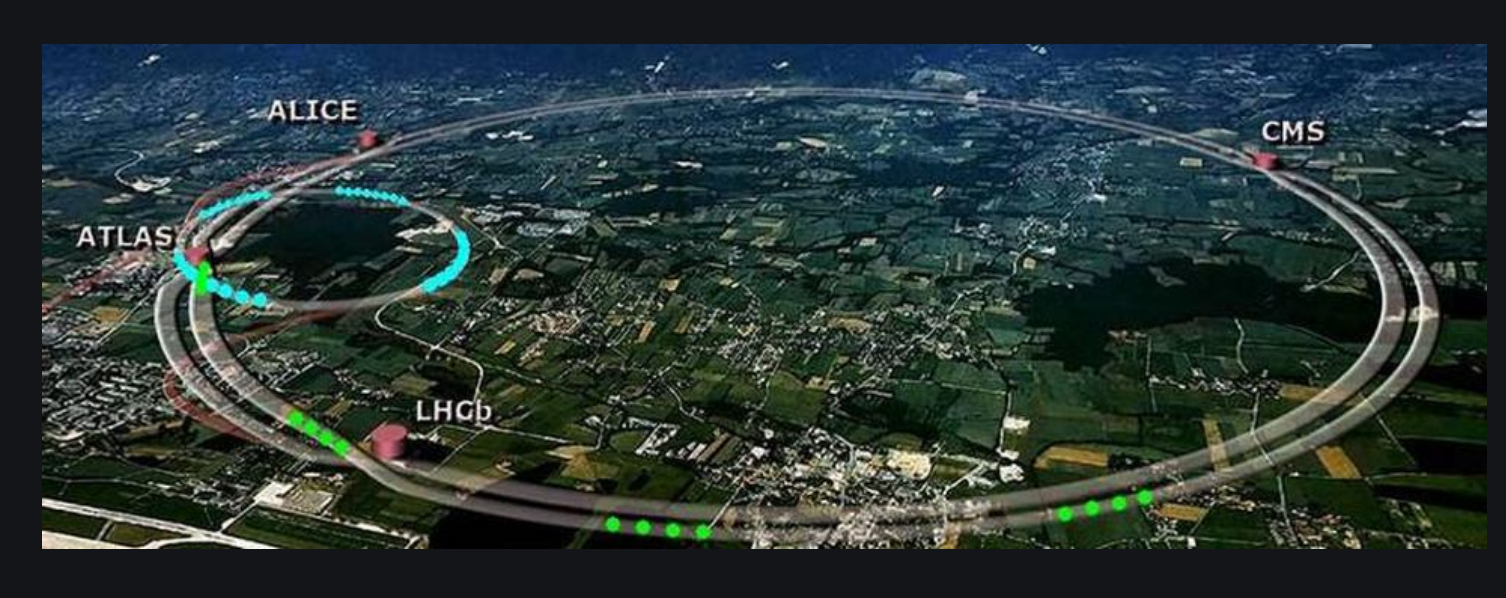 ALICE
CMS
ATLAS
LHCb